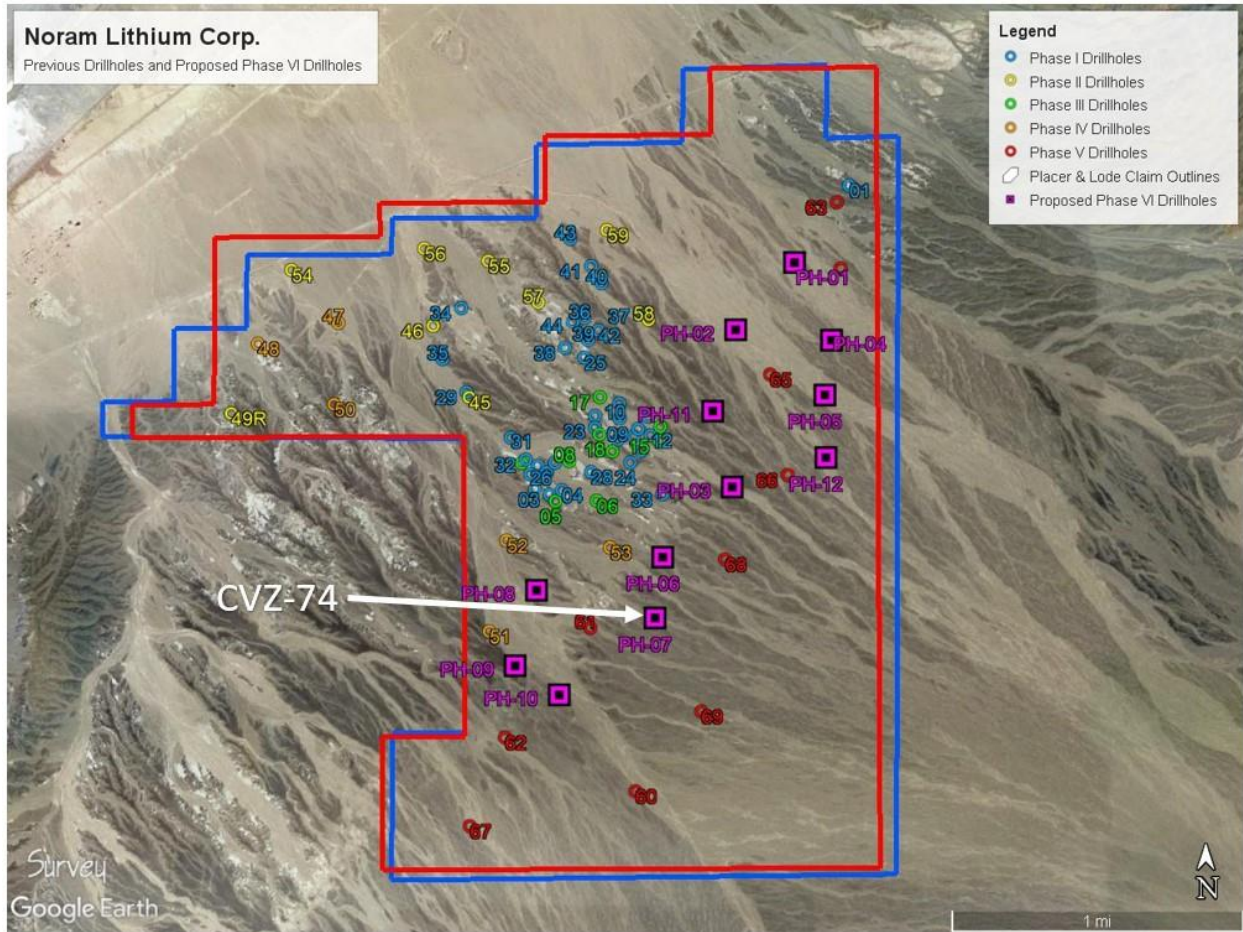 Noram Lithium Corp.
Previous Drillholes and Proposed Phase VI Drillholes
Legend
Phase I Drillholes
Phase II Drillholes
Phase III Drillholes
Phase IV Drillholes
Phase V Drillholes
Placer & Lode Claim Outlines
Proposed Phase VI Drillholes
01
63
43
59
56
55
41
40
PH-01
54
57
34
36
37
58
47
46
44
39
42
PH-02
PH-04
48
35
38
25
65
29
45
17
49R
50
10
PH-11
PH-05
31
23
09
12
18
15
32
08
26
28
24
66
PH-12
03
04
33
PH-03
05
06
52
53
68
PH-06
PH-08
CVZ-74
61
51
PH-07
PH-09
PH-10
69
62
60
67
Survey
Google Earth
N
1 mi